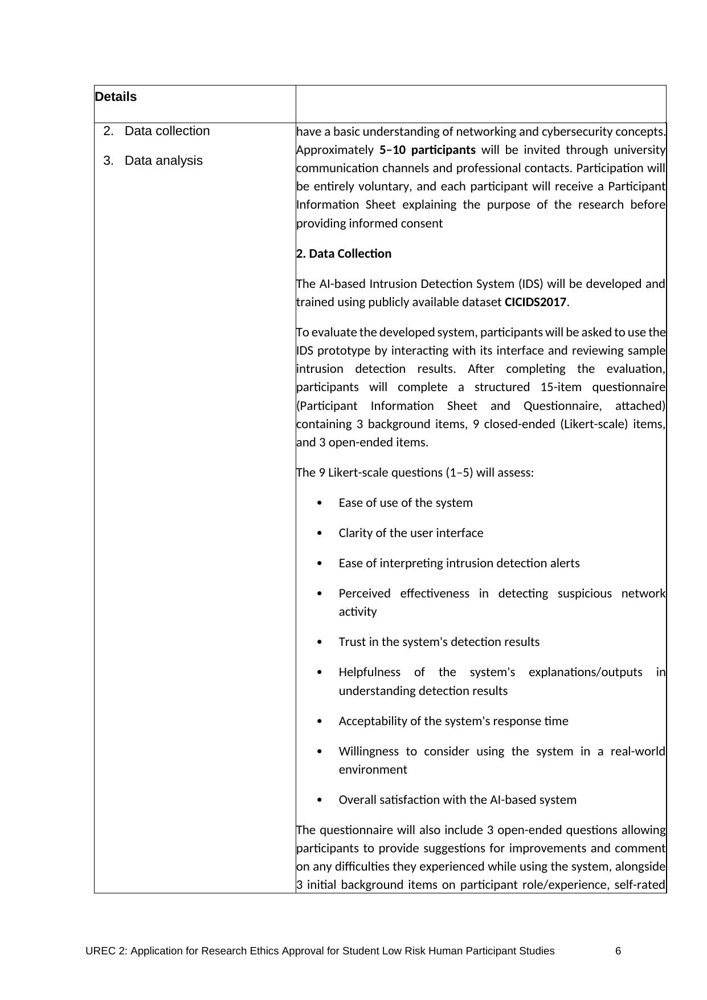 Details
2. Data collection
3. Data analysis
have a basic understanding of networking and cybersecurity concepts.
Approximately 5–10 participants will be invited through university
communication channels and professional contacts. Participation will
be entirely voluntary, and each participant will receive a Participant
Information Sheet explaining the purpose of the research before
providing informed consent
2. Data Collection
The AI-based Intrusion Detection System (IDS) will be developed and
trained using publicly available dataset CICIDS2017.
To evaluate the developed system, participants will be asked to use the
IDS prototype by interacting with its interface and reviewing sample
intrusion detection results. After completing the evaluation,
participants will complete a structured 15-item questionnaire
(Participant Information Sheet and Questionnaire, attached)
containing 3 background items, 9 closed-ended (Likert-scale) items,
and 3 open-ended items.
The 9 Likert-scale questions (1–5) will assess:
• Ease of use of the system
• Clarity of the user interface
• Ease of interpreting intrusion detection alerts
• Perceived effectiveness in detecting suspicious network
activity
• Trust in the system's detection results
• Helpfulness of the system's explanations/outputs in
understanding detection results
• Acceptability of the system's response time
• Willingness to consider using the system in a real-world
environment
• Overall satisfaction with the AI-based system
The questionnaire will also include 3 open-ended questions allowing
participants to provide suggestions for improvements and comment
on any difficulties they experienced while using the system, alongside
3 initial background items on participant role/experience, self-rated
UREC 2: Application for Research Ethics Approval for Student Low Risk Human Participant Studies 6